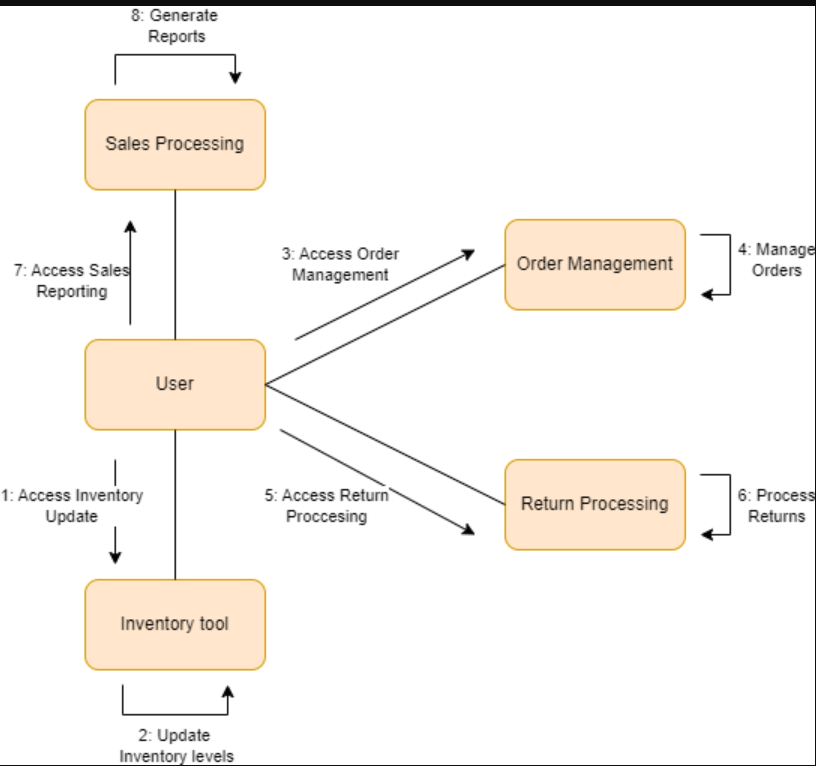 8: Generate
Reports
Sales Processing
7: Access Sales
Reporting
3: Access Order
Management
Order Management
4: Manage
Orders
User
1: Access Inventory
Update
5: Access Return
Proccesing
Return Processing
6: Process
Returns
Inventory tool
2: Update
Inventory levels